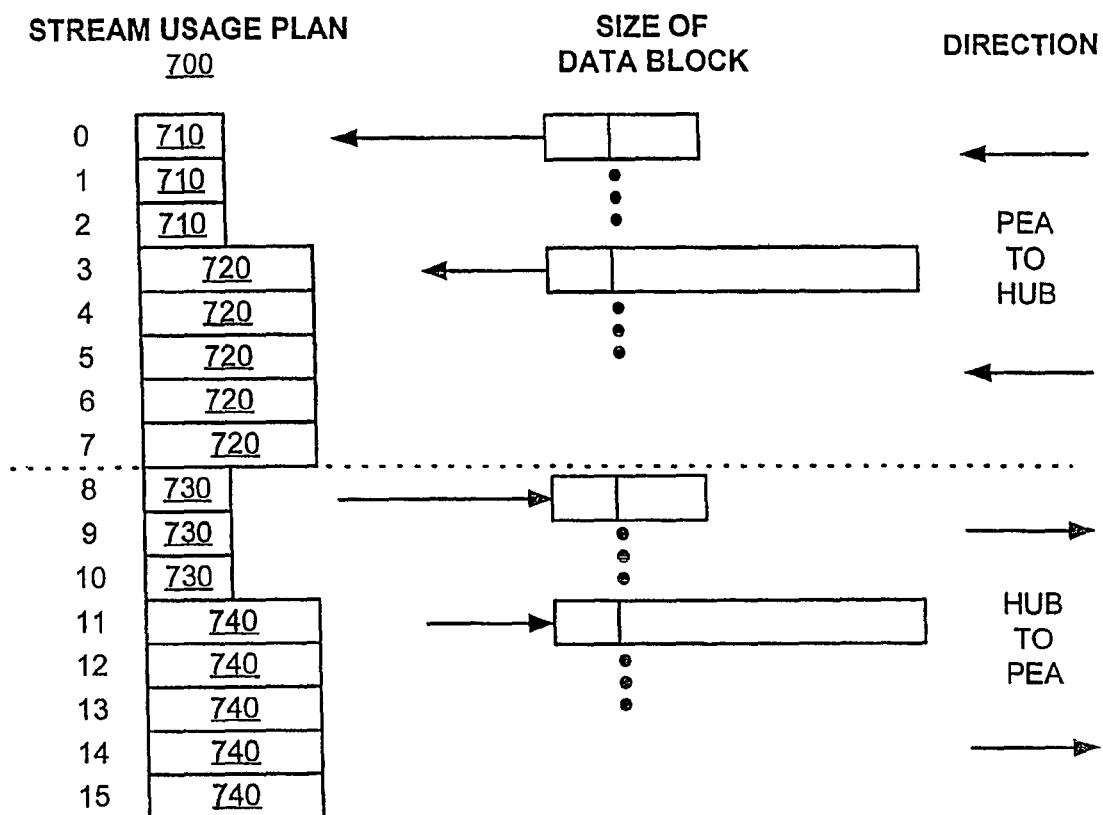 STREAM USAGE PLAN
700
SIZE OF
DATA BLOCK
DIRECTION
0 710
1 710
2 710
3 720
4 720
5 720
6 720
7 720
PEA
TO
HUB
8 730
9 730
10 730
11 740
12 740
13 740
14 740
15 740
HUB
TO
PEA